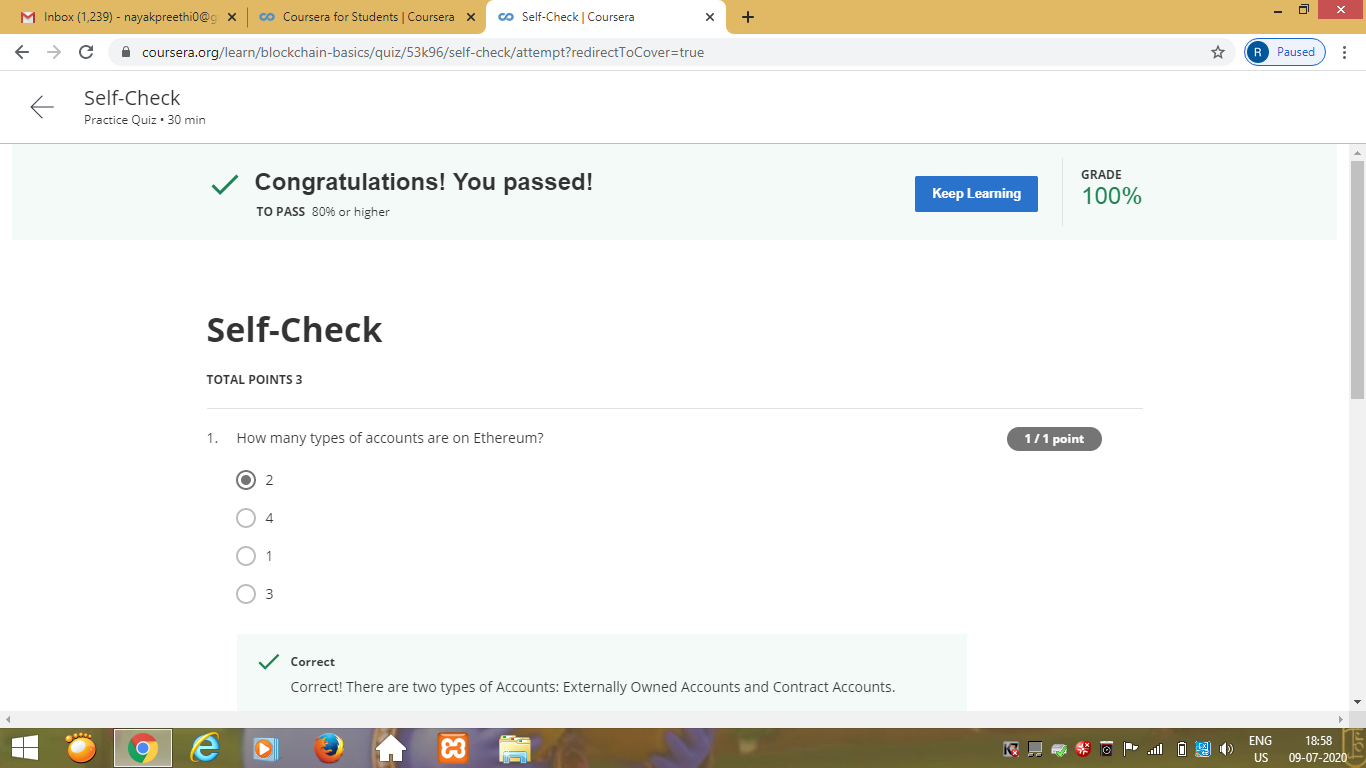 Inbox (1,239) - nayakpreethi0@g
Coursera for Students | Coursera
Self-Check | Coursera
coursera.org/learn/blockchain-basics/quiz/53k96/self-check/attempt?redirectToCover=true
R Paused
Self-Check
Practice Quiz • 30 min
Congratulations! You passed!
TO PASS 80% or higher
Keep Learning
GRADE
100%
Self-Check
TOTAL POINTS 3
1. How many types of accounts are on Ethereum?
1 / 1 point
2
4
1
3
Correct
Correct! There are two types of Accounts: Externally Owned Accounts and Contract Accounts.
ENG
US
18:58
09-07-2020